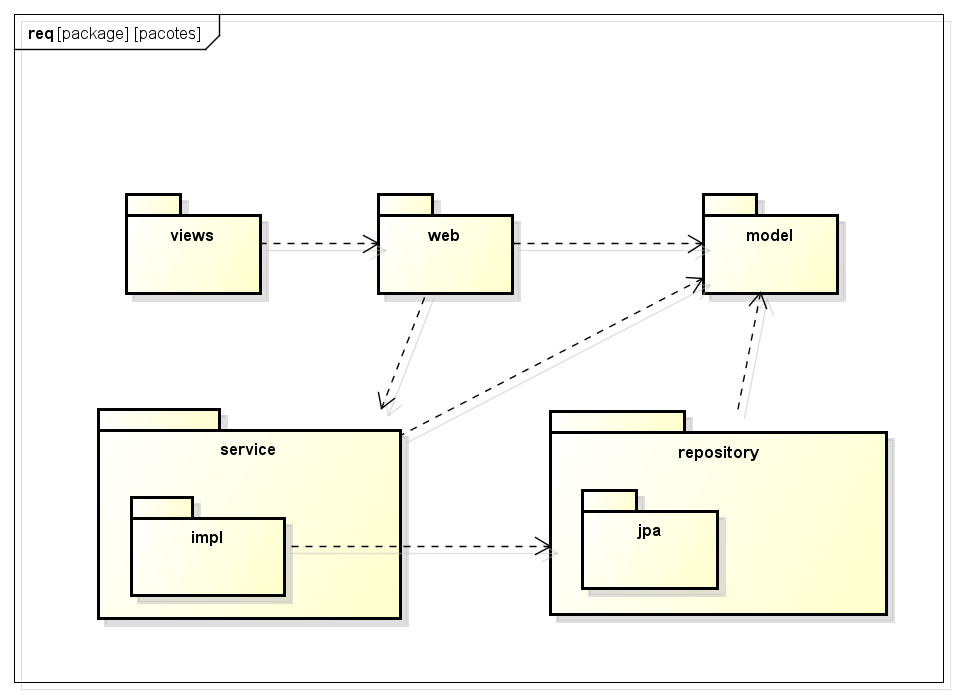 req [package] [pacotes]
views
web
model
service
repository
impl
jpa